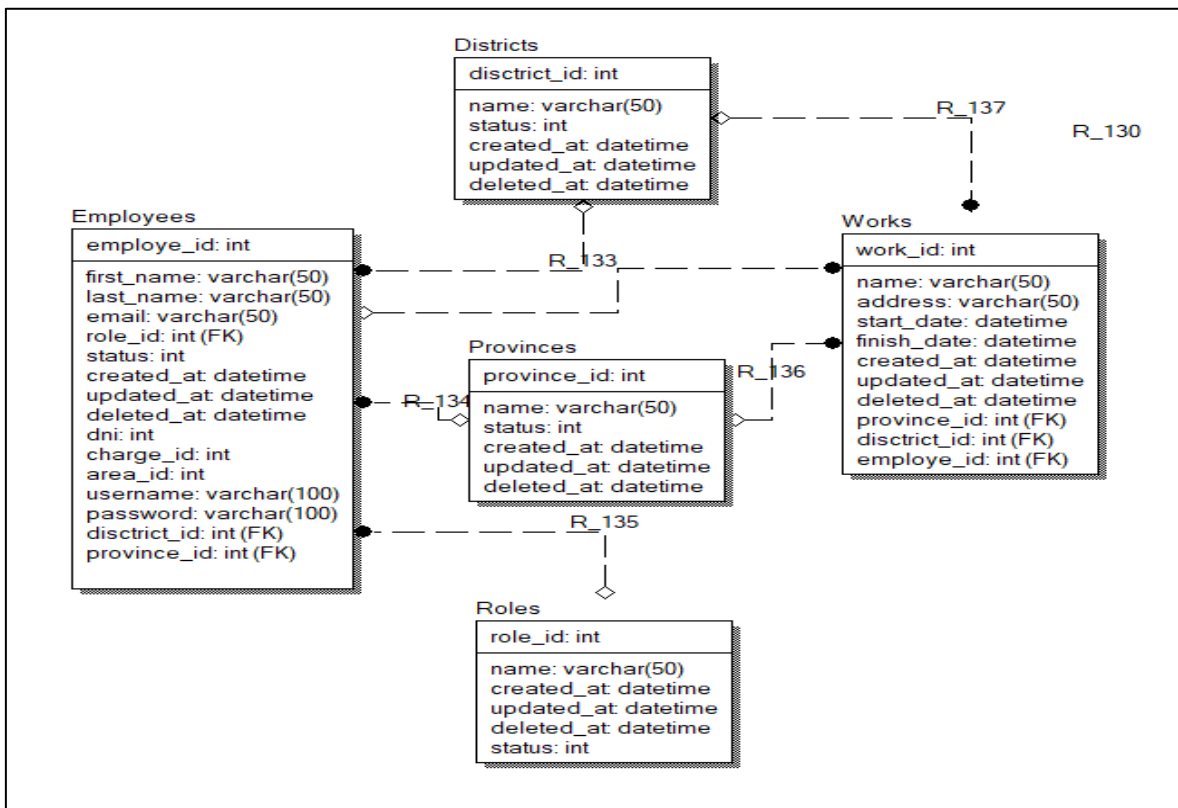 Districts
disctrict_id: int
name: varchar(50)
status: int
created_at: datetime
updated_at: datetime
deleted_at: datetime
R_137
R_130
Employees
employe_id: int
first_name: varchar(50)
last_name: varchar(50)
email: varchar(50)
role_id: int (FK)
status: int
created_at: datetime
updated_at: datetime
deleted_at: datetime
dni: int
charge_id: int
area_id: int
username: varchar(100)
password: varchar(100)
disctrict_id: int (FK)
province_id: int (FK)
R_133
R_134
Provinces
province_id: int
name: varchar(50)
status: int
created_at: datetime
updated_at: datetime
deleted_at: datetime
R_136
R_135
Works
work_id: int
name: varchar(50)
address: varchar(50)
start_date: datetime
finish_date: datetime
created_at: datetime
updated_at: datetime
deleted_at: datetime
province_id: int (FK)
disctrict_id: int (FK)
employe_id: int (FK)
Roles
role_id: int
name: varchar(50)
created_at: datetime
updated_at: datetime
deleted_at: datetime
status: int